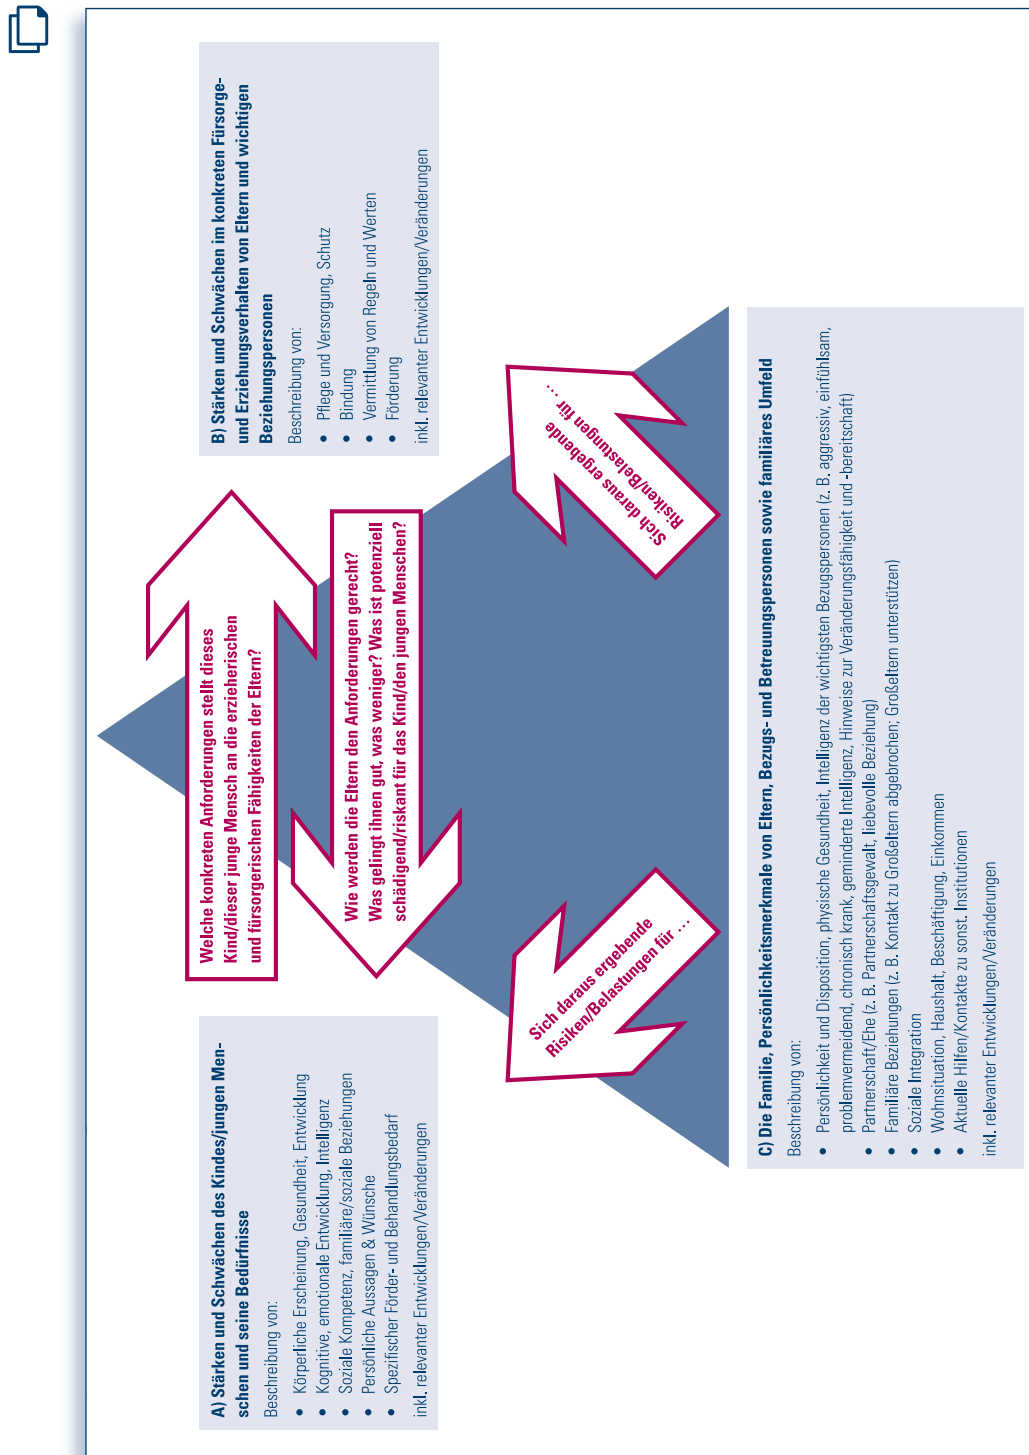 A) Stärken und Schwächen des Kindes/jungen Men-
schen und seine Bedürfnisse
Beschreibung von:
• Körperliche Erscheinung, Gesundheit, Entwicklung
• Kognitive, emotionale Entwicklung, Intelligenz
• Soziale Kompetenz, familiäre/soziale Beziehungen
• Persönliche Aussagen & Wünsche
• Spezifischer Förder- und Behandlungsbedarf
inkl. relevanter Entwicklungen/Veränderungen
Welche konkreten Anforderungen stellt dieses
Kind/dieser junge Mensch an die erzieherischen
und fürsorgerischen Fähigkeiten der Eltern?
Wie werden die Eltern den Anforderungen gerecht?
Was gelingt ihnen gut, was weniger? Was ist potenziell
schädigend/riskant für das Kind/den jungen Menschen?
B) Stärken und Schwächen im konkreten Fürsorge-
und Erziehungsverhalten von Eltern und wichtigen
Beziehungspersonen
Beschreibung von:
• Pflege und Versorgung, Schutz
• Bindung
• Vermittlung von Regeln und Werten
• Förderung
inkl. relevanter Entwicklungen/Veränderungen
Sich daraus ergebende
Risiken/Belastungen für …
Sich daraus ergebende
Risiken/Belastungen für …
C) Die Familie, Persönlichkeitsmerkmale von Eltern, Bezugs- und Betreuungspersonen sowie familiäres Umfeld
Beschreibung von:
• Persönlichkeit und Disposition, physische Gesundheit, Intelligenz der wichtigsten Bezugspersonen (z. B. aggressiv, einfühlsam,
problemvermeidend, chronisch krank, geminderte Intelligenz, Hinweise zur Veränderungsfähigkeit und -bereitschaft)
• Partnerschaft/Ehe (z. B. Partnerschaftsgewalt, liebevolle Beziehung)
• Familiäre Beziehungen (z. B. Kontakt zu Großeltern abgebrochen; Großeltern unterstützen)
• Soziale Integration
• Wohnsituation, Haushalt, Beschäftigung, Einkommen
• Aktuelle Hilfen/Kontakte zu sonst. Institutionen
inkl. relevanter Entwicklungen/Veränderungen